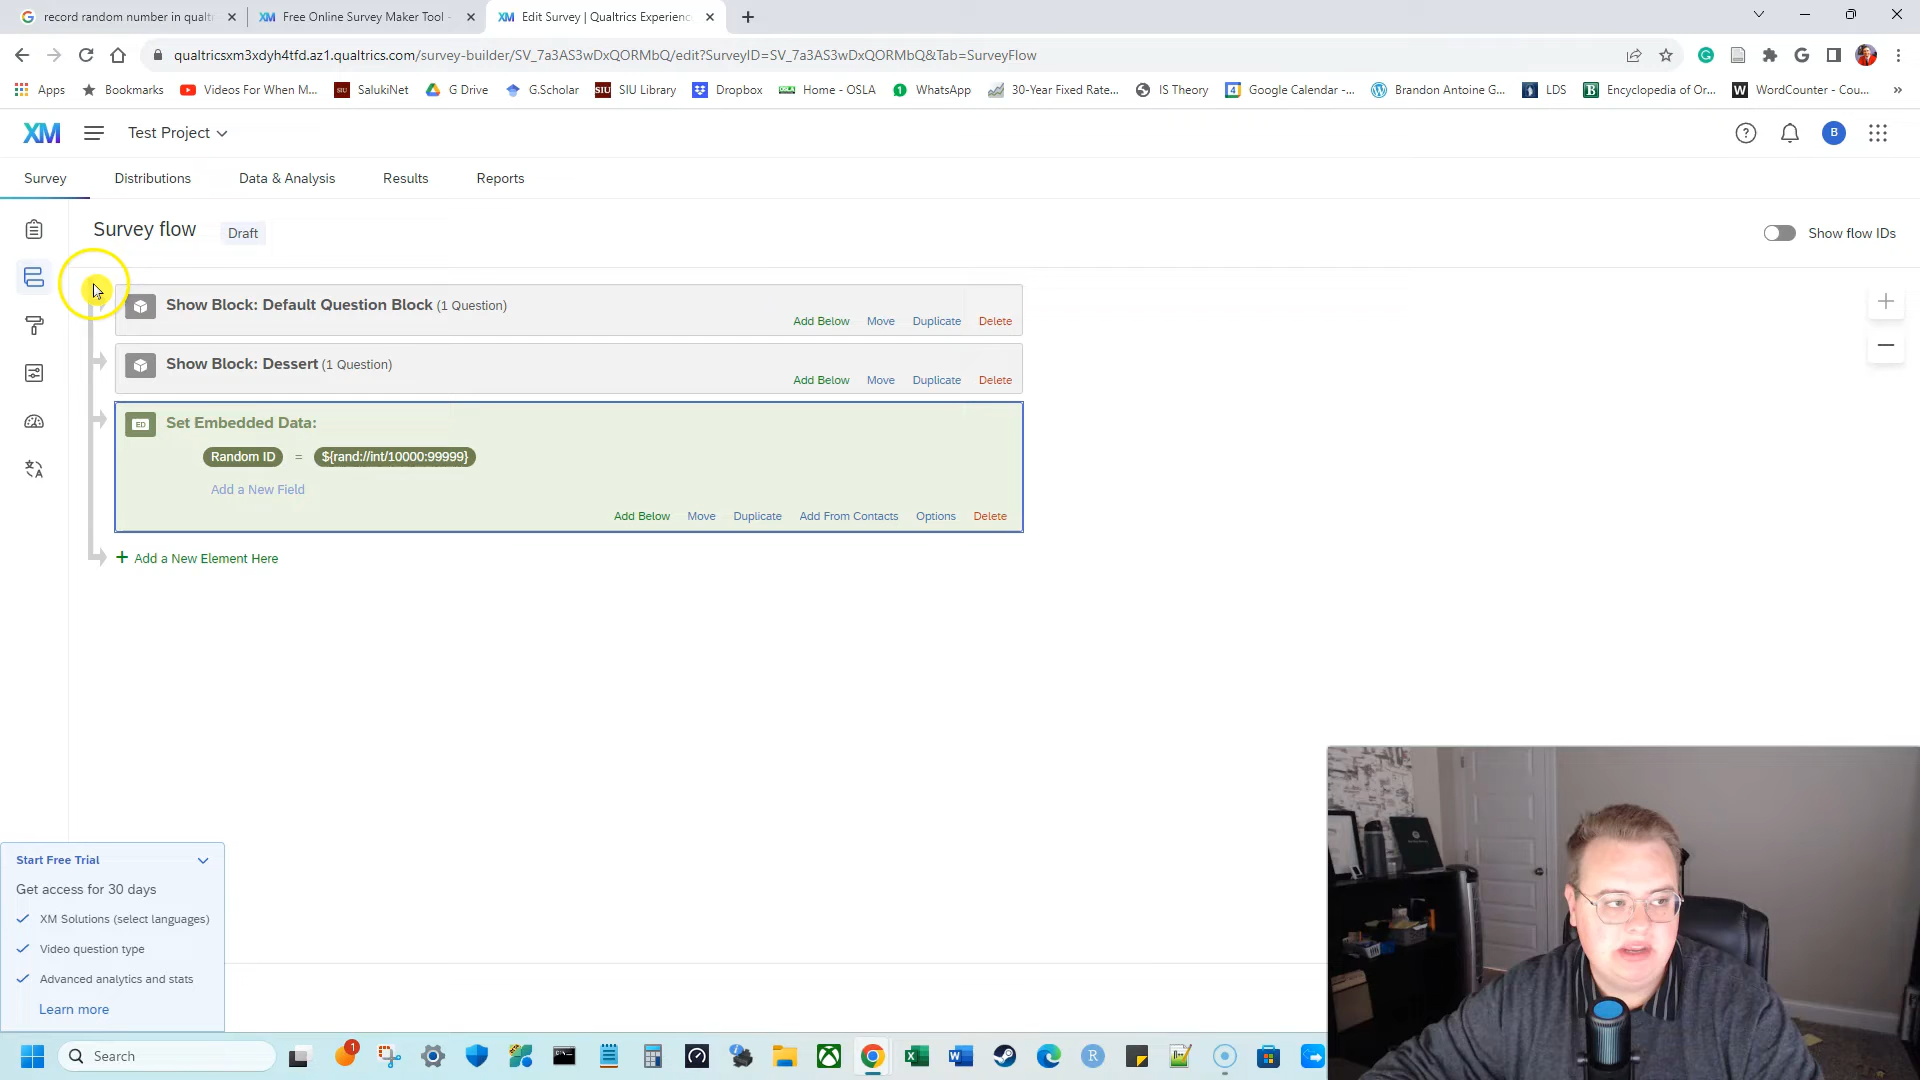 record random number in qualt
Free Online Survey Maker Tool -
Edit Survey | Qualtrics Experienc
qualtricsxm3xdyh4tfd.az1.qualtrics.com/survey-builder/SV_7a3AS3wDxQORMbQ/edit?SurveyID=SV_7a3AS3wDxQORMbQ&Tab=SurveyFlow
Apps Bookmarks Videos For When M... SalukiNet G Drive G.Scholar SIU Library Dropbox Home - OSLA WhatsApp 30-Year Fixed Rate... IS Theory Google Calendar -... Brandon Antoine G... LDS Encyclopedia of Or... WordCounter - Cou... »
XM Test Project B
Survey Distributions Data & Analysis Results Reports
Survey flow Draft Show flow IDs
Show Block: Default Question Block (1 Question)
Add Below Move Duplicate Delete
Show Block: Dessert (1 Question)
Add Below Move Duplicate Delete
ED Set Embedded Data:
Random ID = ${rand://int/10000:99999}
Add a New Field
Add Below Move Duplicate Add From Contacts Options Delete
+ Add a New Element Here
Start Free Trial
Get access for 30 days
XM Solutions (select languages)
Video question type
Advanced analytics and stats
Learn more
Search
1